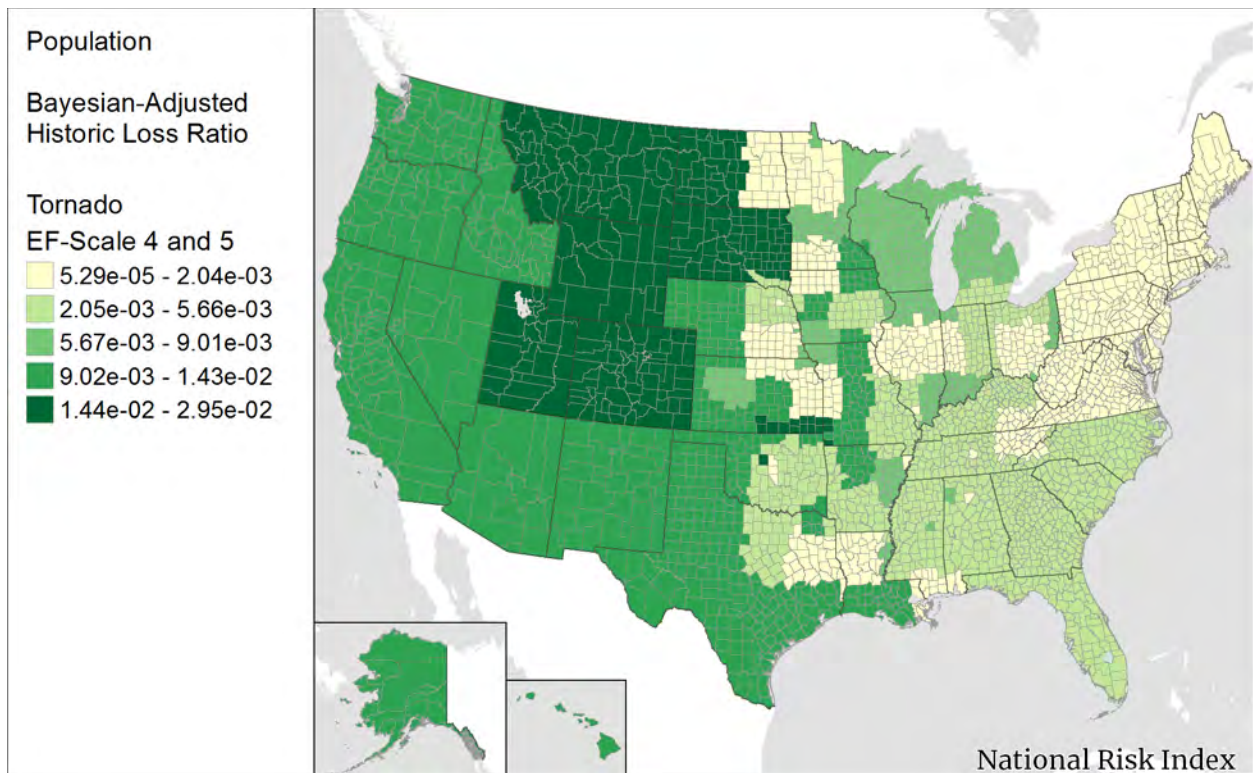 Population
Bayesian-Adjusted
Historic Loss Ratio
Tornado
EF-Scale 4 and 5
5.29e-05 - 2.04e-03
2.05e-03 - 5.66e-03
5.67e-03 - 9.01e-03
9.02e-03 - 1.43e-02
1.44e-02 - 2.95e-02
National Risk Index